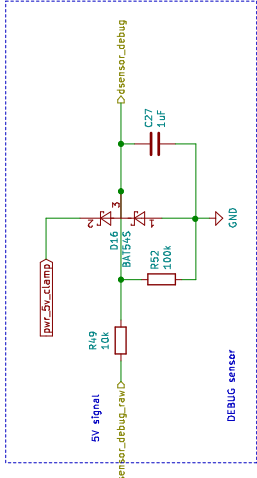 dsensor_debug
C27
1uF
3
2
1
D16
BAT54S
GND
pwr_5v_clamp
R52
100k
R49
10k
sensor_debug_raw
5V signal
DEBUG sensor